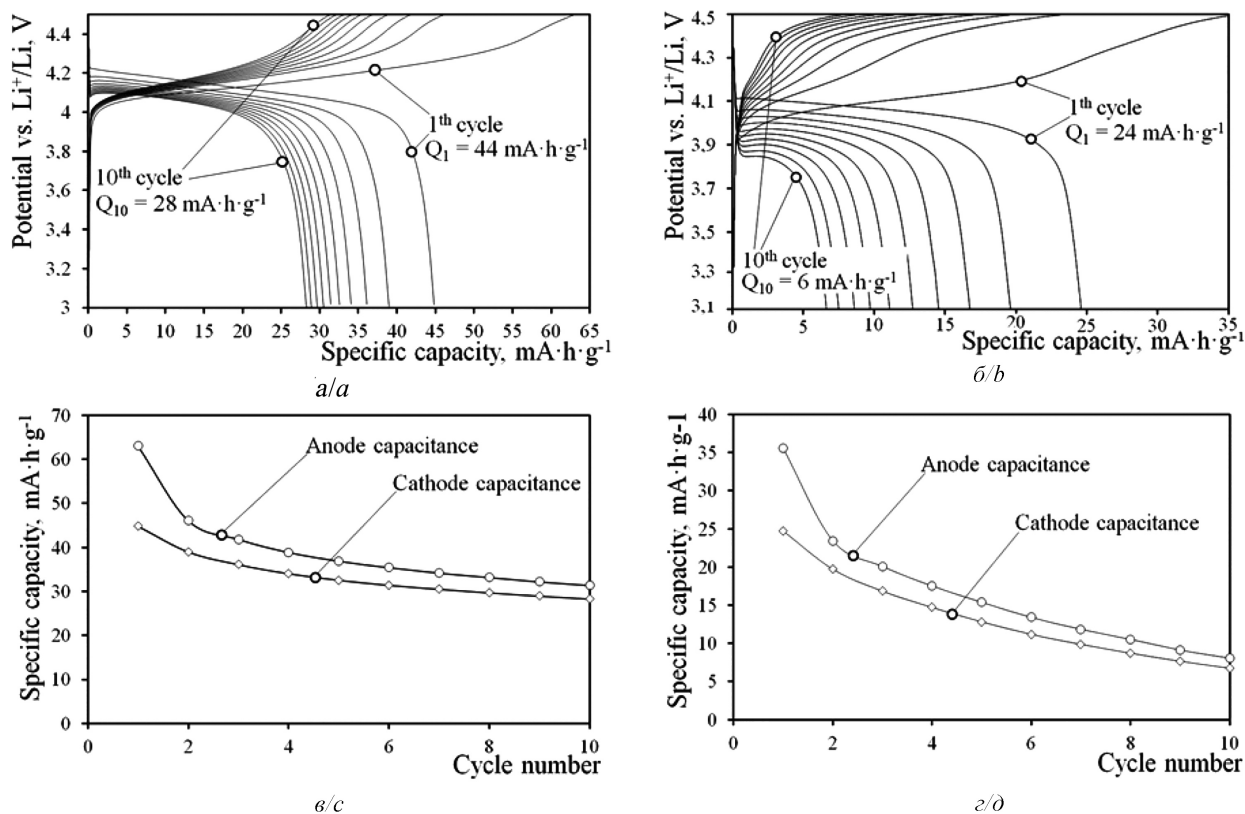 Potential vs. Li⁺/Li, V
4.4
4.2
4
3.8
3.6
3.4
3.2
3
0 5 10 15 20 25 30 35 40 45 50 55 60 65
Specific capacity, mA·h·g⁻¹
1ᵗʰ cycle
Q₁ = 44 mA·h·g⁻¹
10ᵗʰ cycle
Q₁₀ = 28 mA·h·g⁻¹
а/a
Potential vs. Li⁺/Li, V
4.5
4.3
4.1
3.9
3.7
3.5
3.3
3.1
0 5 10 15 20 25 30 35
Specific capacity, mA·h·g⁻¹
1ᵗʰ cycle
Q₁ = 24 mA·h·g⁻¹
10ᵗʰ cycle
Q₁₀ = 6 mA·h·g⁻¹
б/b
Specific capacity, mA·h·g⁻¹
70
60
50
40
30
20
10
0
0 2 4 6 8 10
Cycle number
Anode capacitance
Cathode capacitance
в/c
Specific capacity, mA·h·g-1
40
35
30
25
20
15
10
5
0
0 2 4 6 8 10
Cycle number
Anode capacitance
Cathode capacitance
г/д